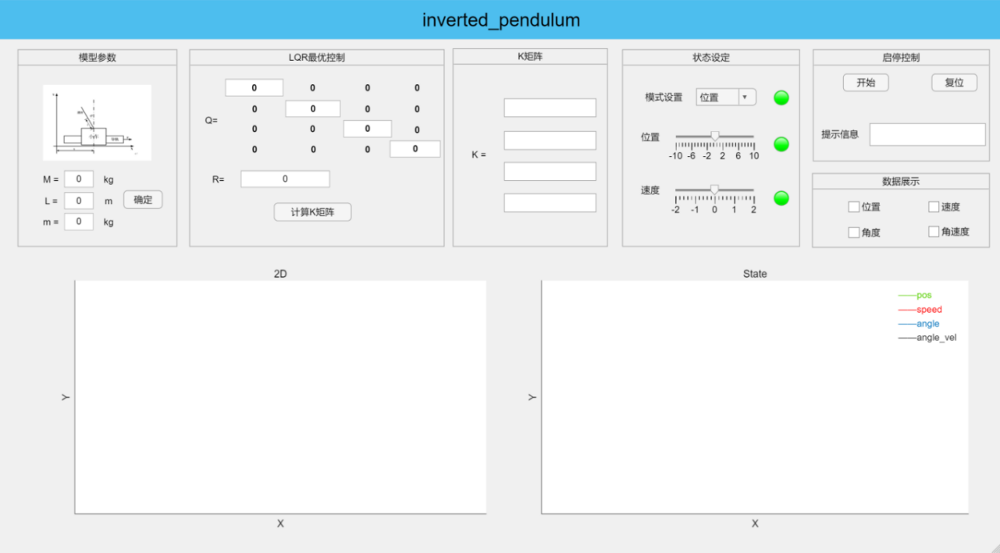 inverted_pendulum
模型参数
M = 0 kg
L = 0 m
m = 0 kg
确定
LQR最优控制
Q=
0 0 0 0
0 0 0 0
0 0 0 0
0 0 0 0
R= 0
计算K矩阵
K矩阵
K =
状态设定
模式设置 位置
位置
-10 -6 -2 2 6 10
速度
-2 -1 0 1 2
启停控制
开始 复位
提示信息
数据展示
位置 速度
角度 角速度
2D
Y
X
State
pos
speed
angle
angle_vel
Y
X